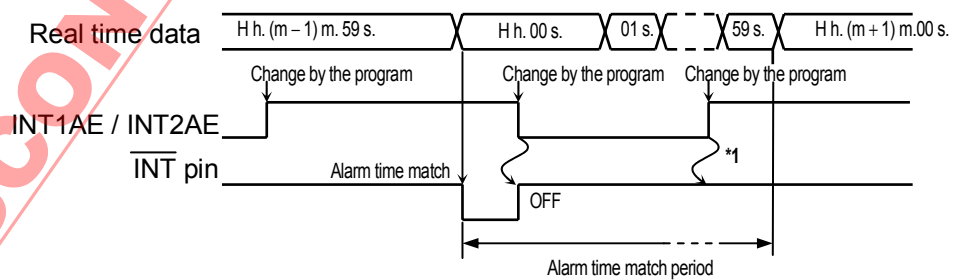 Real time data
H h. (m − 1) m. 59 s.
H h. 00 s.
01 s.
59 s.
H h. (m + 1) m.00 s.
Change by the program
Change by the program
Change by the program
INT1AE / INT2AE
INT pin
Alarm time match
*1
OFF
Alarm time match period
SCON